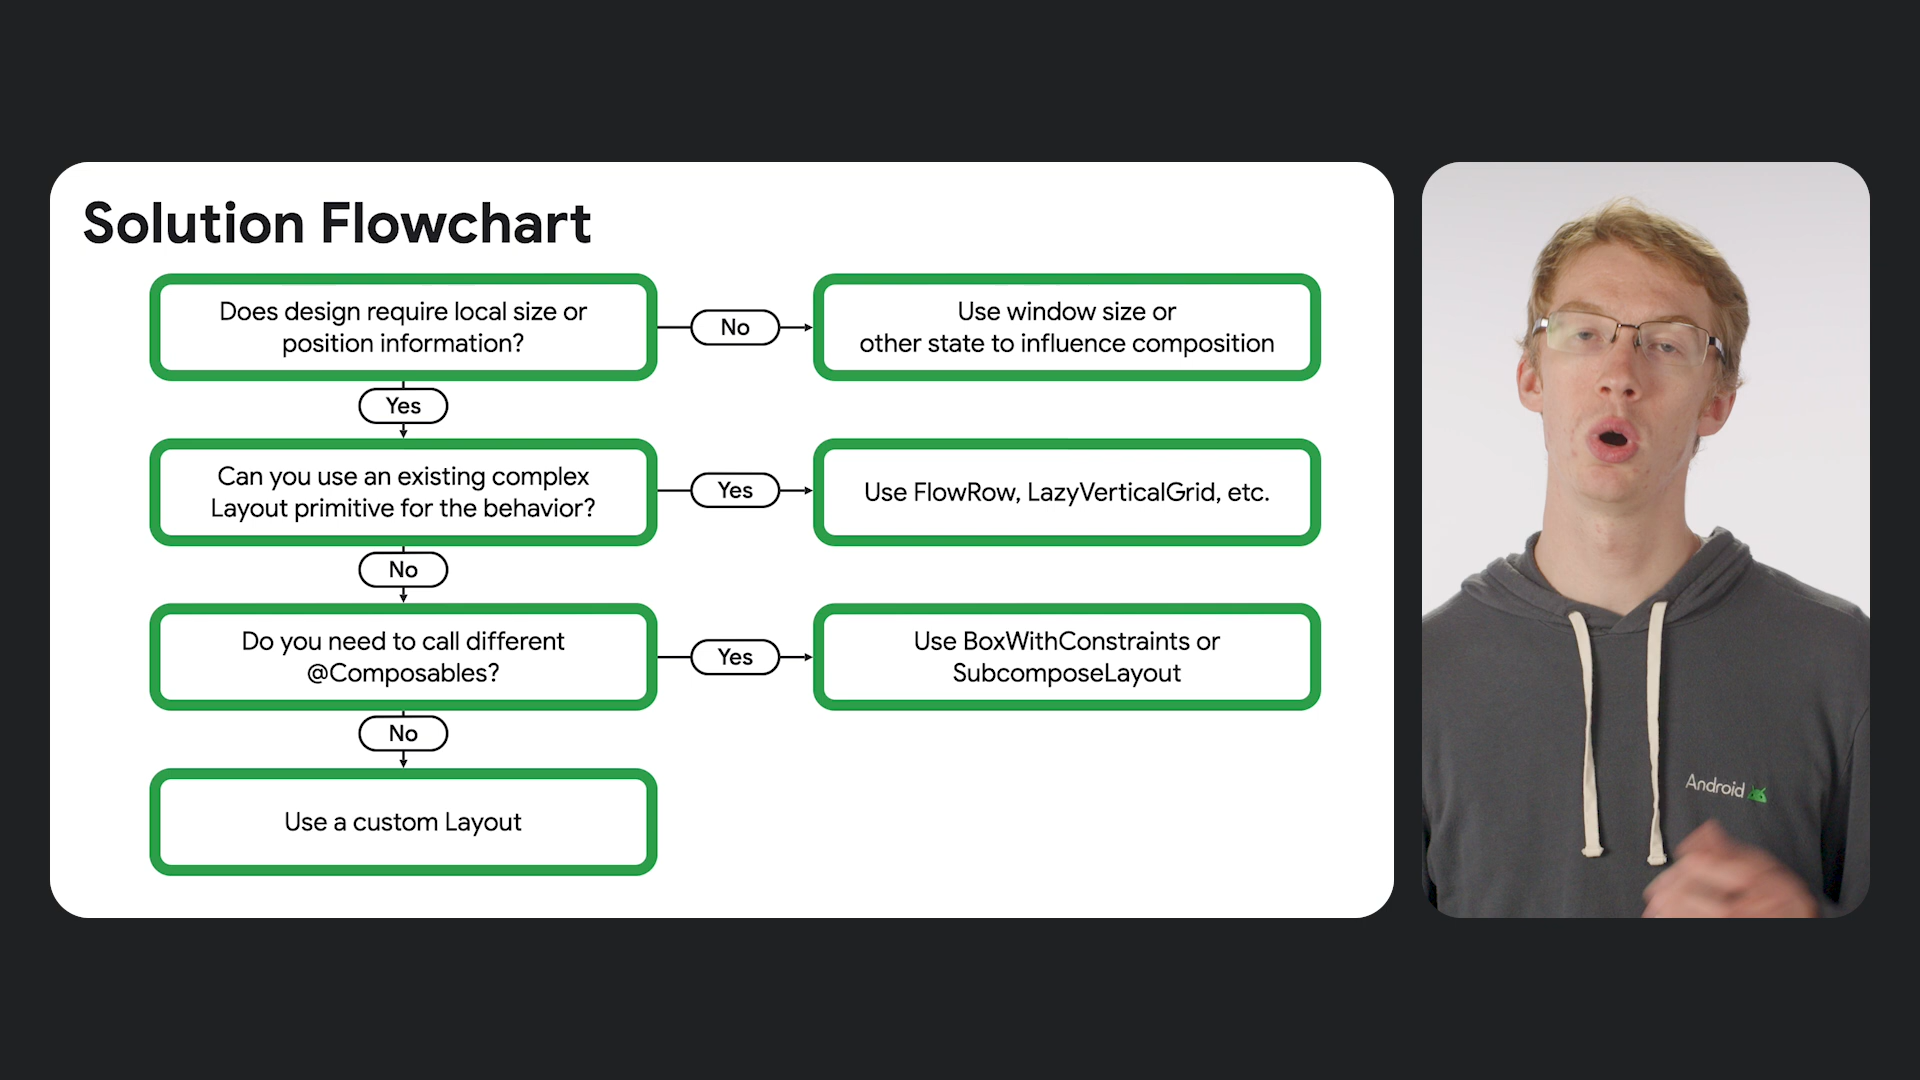 Solution Flowchart
Does design require local size or
position information?
No
Use window size or
other state to influence composition
Yes
Can you use an existing complex
Layout primitive for the behavior?
Yes
Use FlowRow, LazyVerticalGrid, etc.
No
Do you need to call different
@Composables?
Yes
Use BoxWithConstraints or
SubcomposeLayout
No
Use a custom Layout
Android